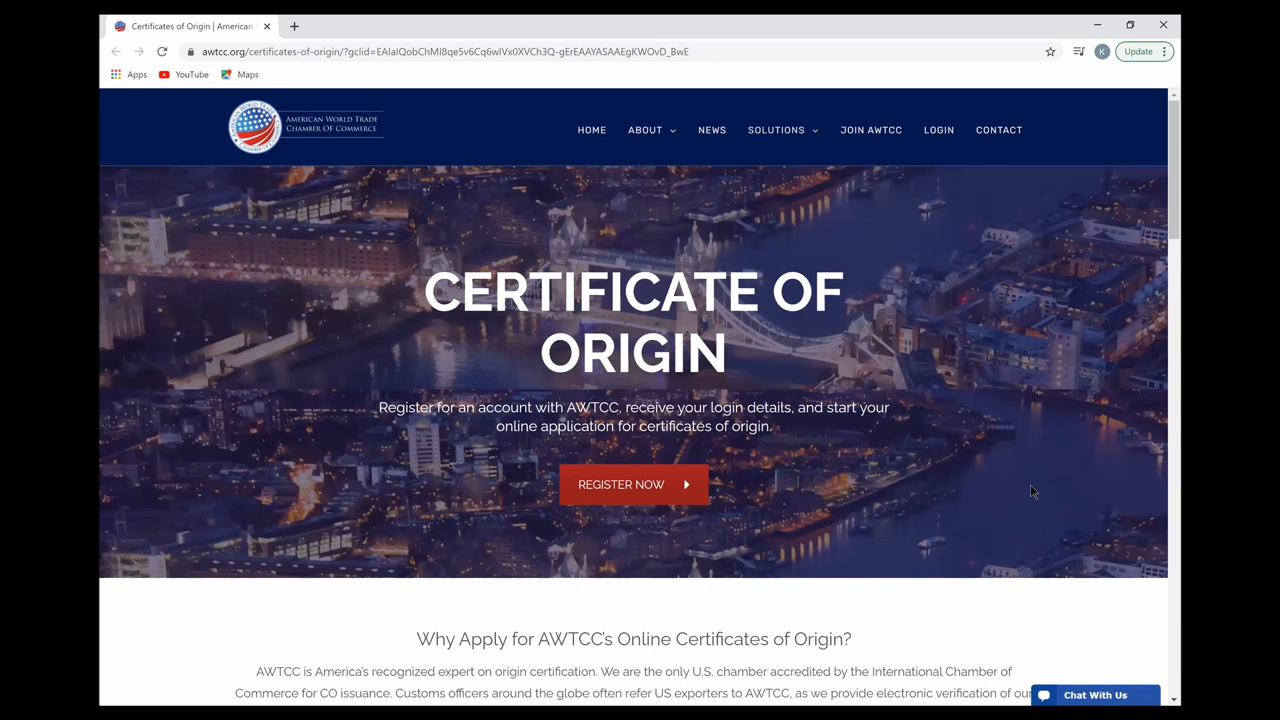 Certificates of Origin | American
awtcc.org/certificates-of-origin/?gclid=EAIaIQobChMI8qe5v6Cq6wIVx0XVCh3Q-gErEAAYASAAEgKWOvD_BwE
K
Update
Apps
YouTube
Maps
AMERICAN WORLD TRADE
CHAMBER OF COMMERCE
HOME
ABOUT
NEWS
SOLUTIONS
JOIN AWTCC
LOGIN
CONTACT
CERTIFICATE OF
ORIGIN
Register for an account with AWTCC, receive your login details, and start your
online application for certificates of origin.
REGISTER NOW
Why Apply for AWTCC's Online Certificates of Origin?
AWTCC is America's recognized expert on origin certification. We are the only U.S. chamber accredited by the International Chamber of
Commerce for CO issuance. Customs officers around the globe often refer US exporters to AWTCC, as we provide electronic verification of our
Chat With Us